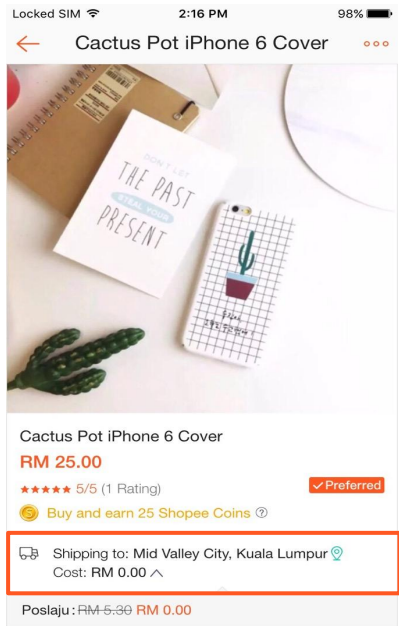 Locked SIM 2:16 PM 98%
Cactus Pot iPhone 6 Cover
DON'T LET
THE PAST
STEAL YOUR
PRESENT
Cactus Pot iPhone 6 Cover
RM 25.00
5/5 (1 Rating)
Preferred
Buy and earn 25 Shopee Coins ?
Shipping to: Mid Valley City, Kuala Lumpur
Cost: RM 0.00
Poslaju: RM 5.30 RM 0.00